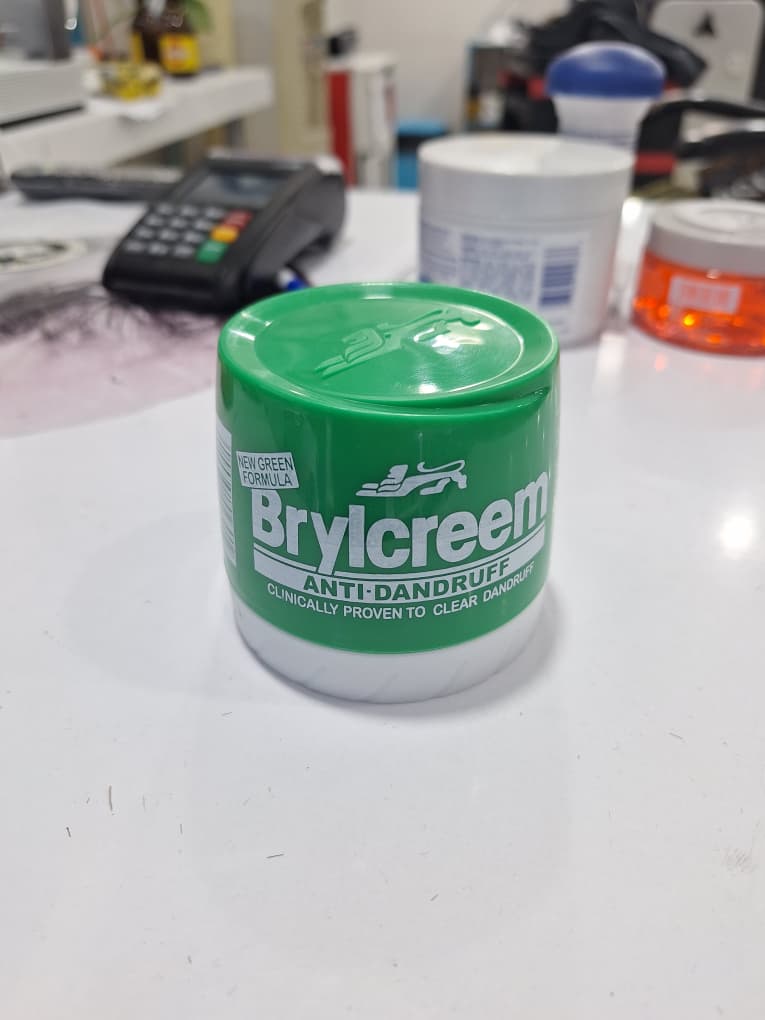 NEW GREEN
FORMULA
Brylcreem
ANTI-DANDRUFF
CLINICALLY PROVEN TO CLEAR DANDRUFF